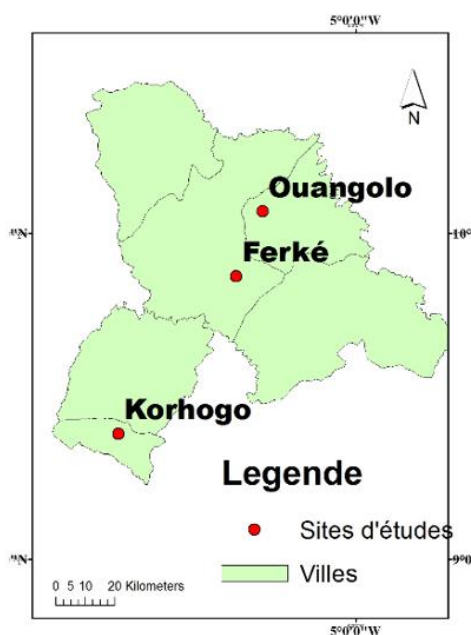 5°0'0"W
N
Ouangolo
10°
Ferké
Korhogo
Legende
Sites d'études
Villes
0 5 10 20 Kilometers
9°0
5°0'0"W